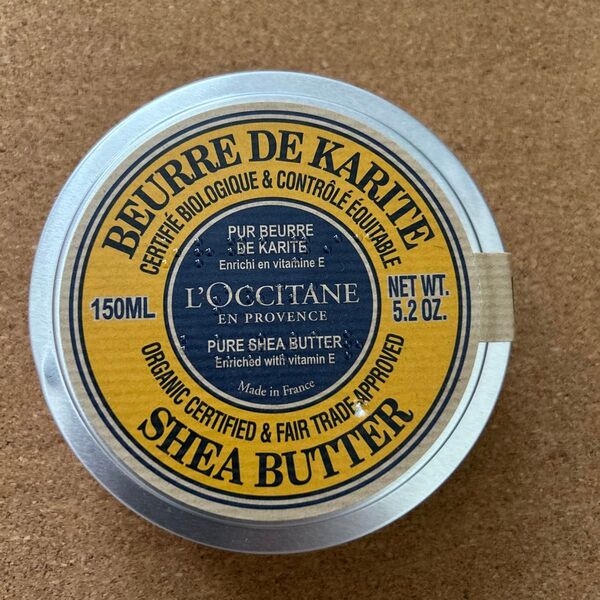 BEURRE DE KARITE
CERTIFIÉ BIOLOGIQUE & CONTRÔLÉ ÉQUITABLE
PUR BEURRE
DE KARITÉ
Enrichi en vitamine E
150ML
L'OCCITANE
EN PROVENCE
NET WT.
5.2 OZ.
PURE SHEA BUTTER
Enriched with vitamin E
Made in France
ORGANIC CERTIFIED & FAIR TRADE APPROVED
SHEA BUTTER